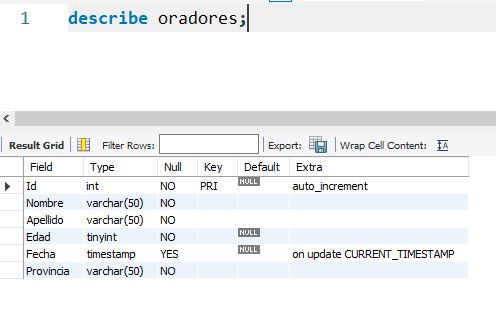 1 describe oradores;
Result Grid Filter Rows: Export: Wrap Cell Content: IA
Field Type Null Key Default Extra
Id int NO PRI NULL auto_increment
Nombre varchar(50) NO
Apellido varchar(50) NO
Edad tinyint NO NULL
Fecha timestamp YES NULL on update CURRENT_TIMESTAMP
Provincia varchar(50) NO